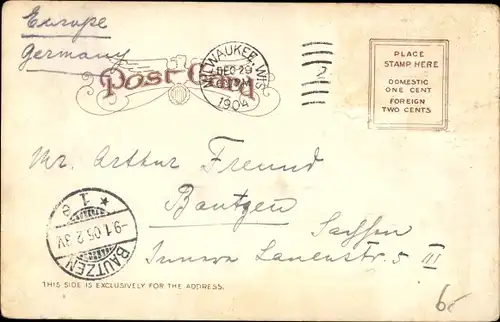 Europe
Germany
Post Card
MILWAUKEE, WIS
DEC 29
1904
2
PLACE
STAMP HERE
DOMESTIC
ONE CENT
FOREIGN
TWO CENTS
Mr. Arthur Freund
Bautzen
Sachsen
Innere Lauenstr. 5 III
* 1 e
-9.1.05.2-3V
BAUTZEN
THIS SIDE IS EXCLUSIVELY FOR THE ADDRESS.